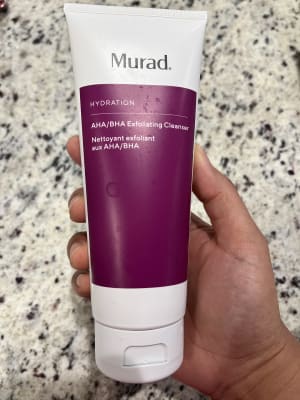 Murad.
HYDRATION
AHA/BHA Exfoliating Cleanser
Nettoyant exfoliant
aux AHA/BHA